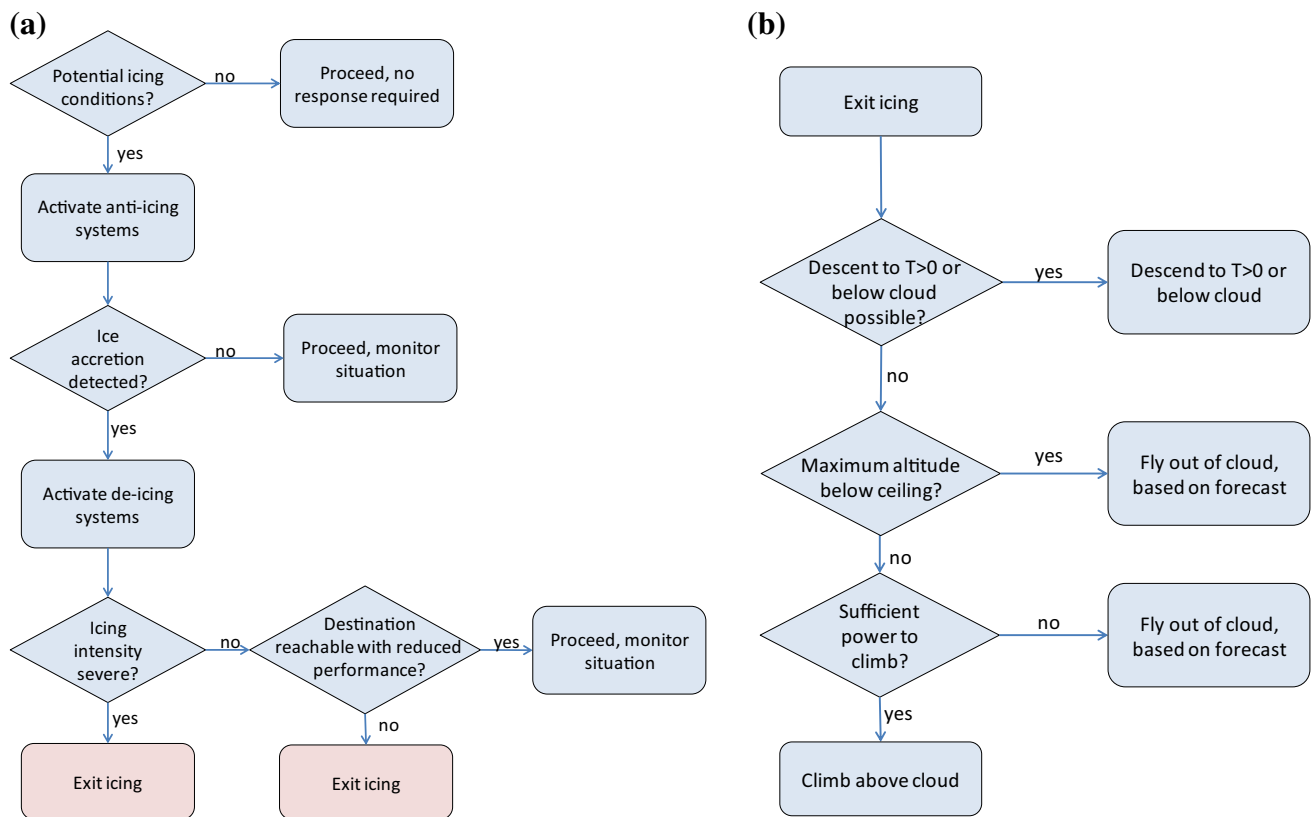 (a)
Potential icing
conditions?
no
Proceed, no
response required
yes
Activate anti-icing
systems
Ice
accretion
detected?
no
Proceed, monitor
situation
yes
Activate de-icing
systems
Icing
intensity
severe?
no
Destination
reachable with reduced
performance?
yes
Proceed, monitor
situation
yes
Exit icing
no
Exit icing
(b)
Exit icing
Descent to T>0 or
below cloud
possible?
yes
Descend to T>0 or
below cloud
no
Maximum altitude
below ceiling?
yes
Fly out of cloud,
based on forecast
no
Sufficient
power to
climb?
no
Fly out of cloud,
based on forecast
yes
Climb above cloud